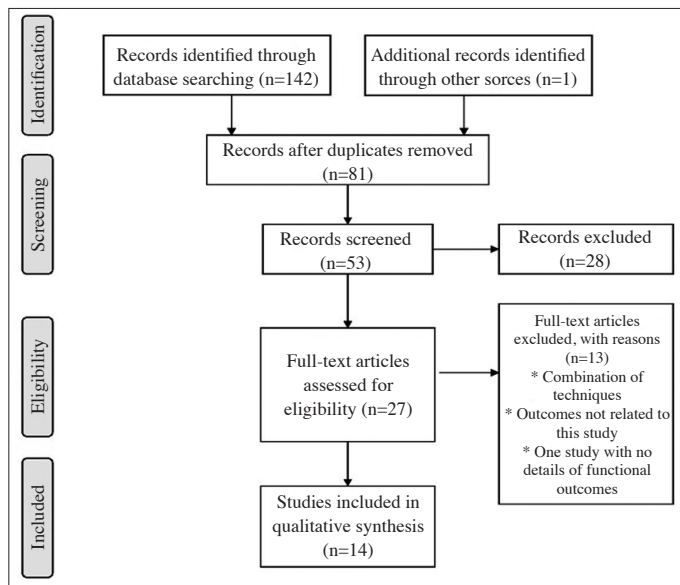 Identification
Records identified through
database searching (n=142)
Additional records identified
through other sorces (n=1)
Records after duplicates removed
(n=81)
Screening
Records screened
(n=53)
Records excluded
(n=28)
Eligibility
Full-text articles
assessed for
eligibility (n=27)
Full-text articles
excluded, with reasons
(n=13)
* Combination of
techniques
* Outcomes not related to
this study
* One study with no
details of functional
outcomes
Included
Studies included in
qualitative synthesis
(n=14)